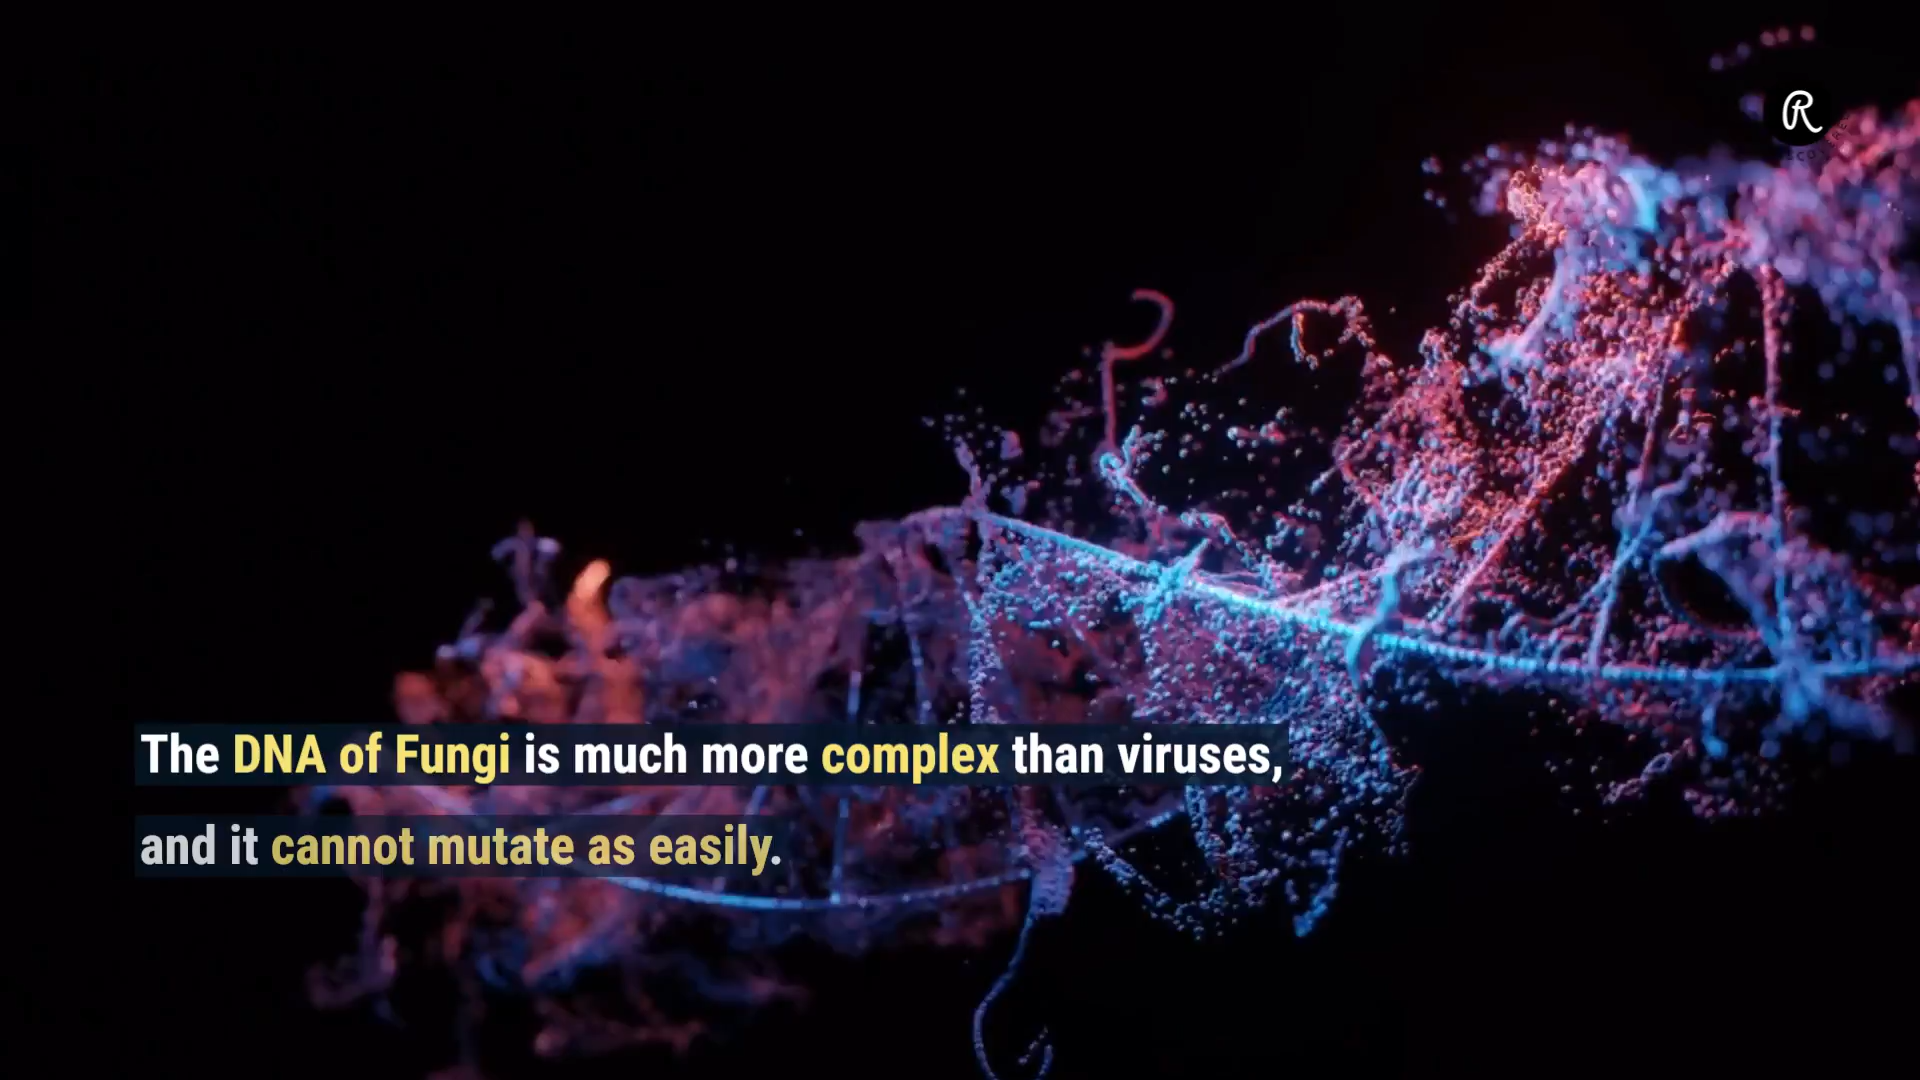 R
The DNA of Fungi is much more complex than viruses,
and it cannot mutate as easily.